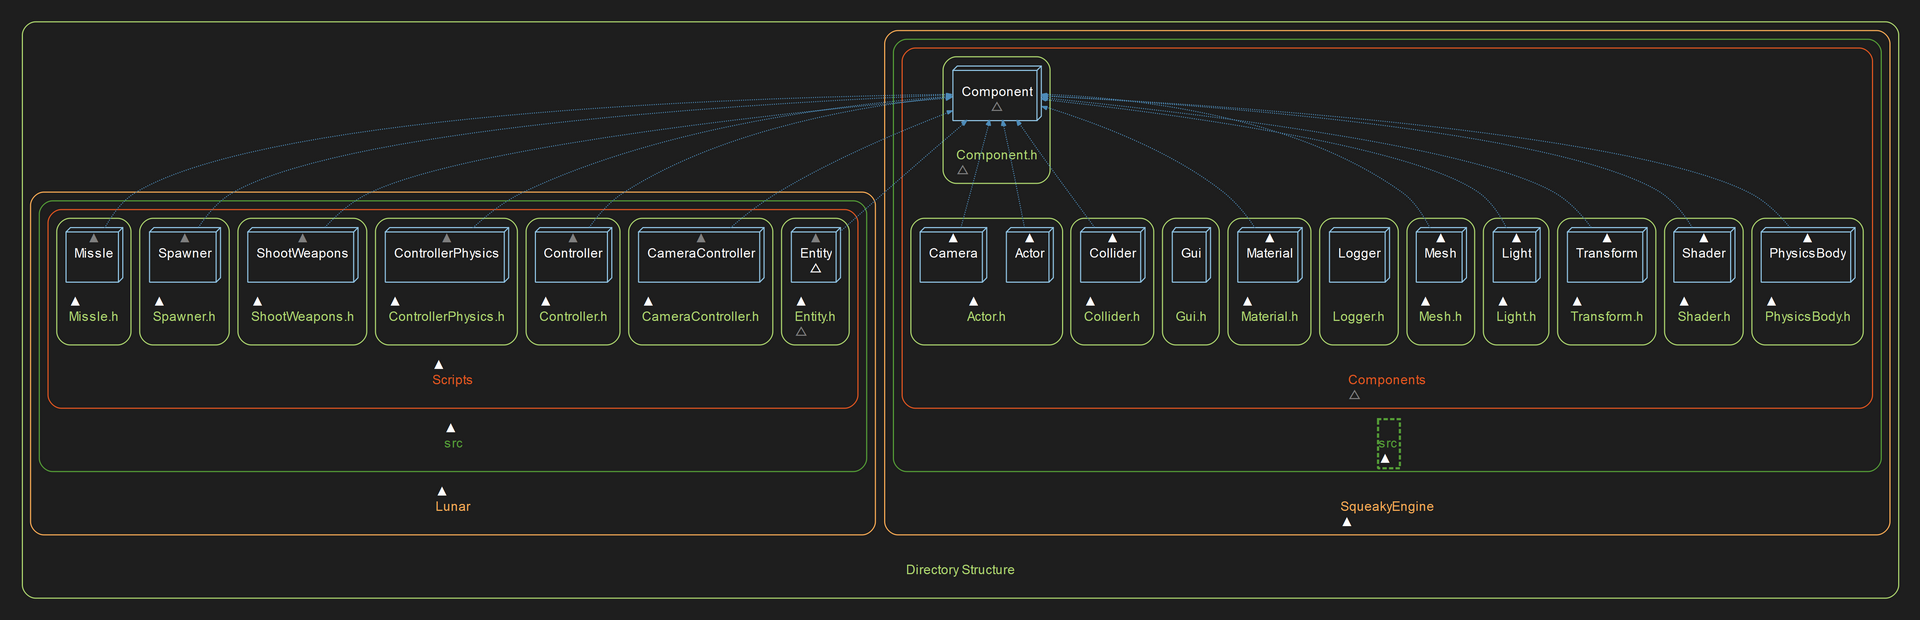 Component
Component.h
Missle
Spawner
ShootWeapons
ControllerPhysics
Controller
CameraController
Entity
Camera
Actor
Collider
Gui
Material
Logger
Mesh
Light
Transform
Shader
PhysicsBody
Missle.h
Spawner.h
ShootWeapons.h
ControllerPhysics.h
Controller.h
CameraController.h
Entity.h
Actor.h
Collider.h
Gui.h
Material.h
Logger.h
Mesh.h
Light.h
Transform.h
Shader.h
PhysicsBody.h
Scripts
Components
src
src
Lunar
SqueakyEngine
Directory Structure